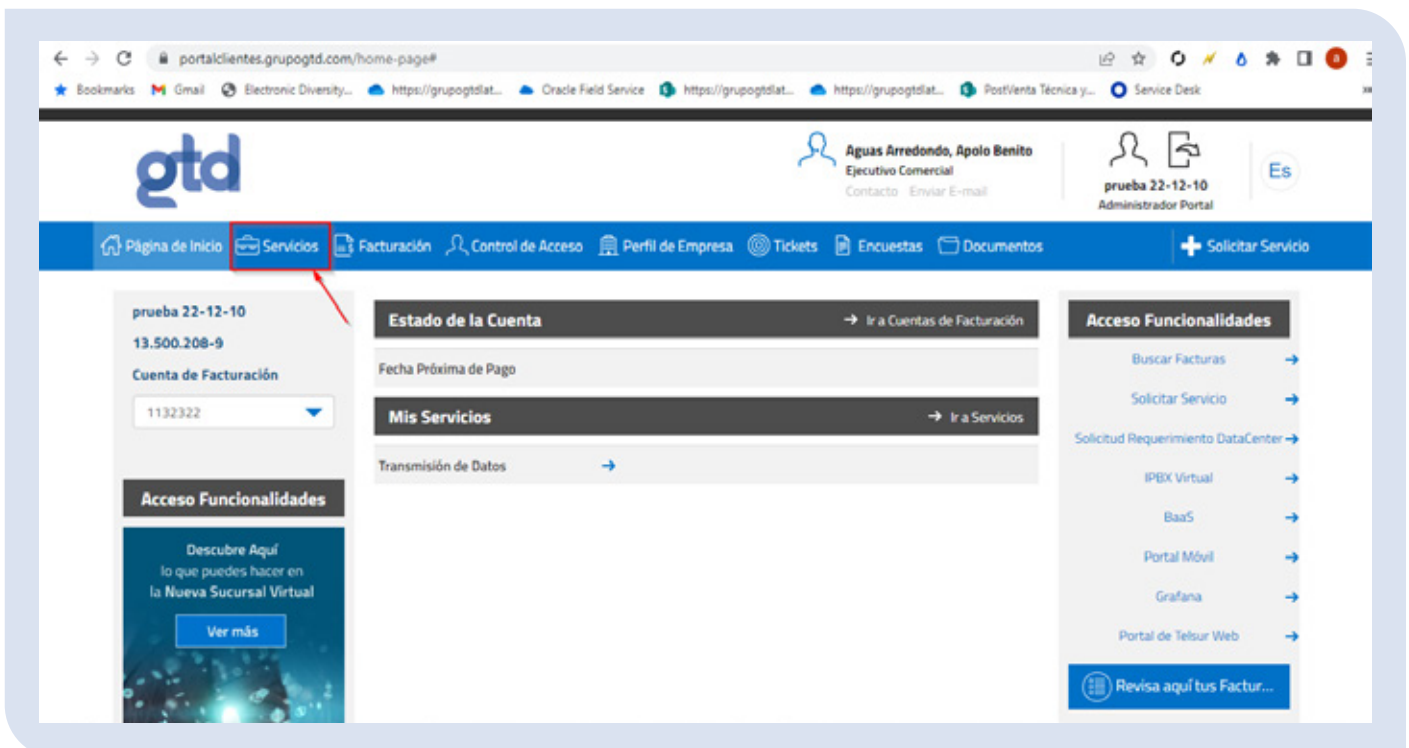 portalclientes.grupogtd.com/home-page#
Bookmarks Gmail Electronic Diversity... https://grupogtdlat... Oracle Field Service https://grupogtdlat... https://grupogtdlat... PostVenta Técnica y... Service Desk
gtd
Aguas Arredondo, Apolo Benito
Ejecutivo Comercial
Contacto Enviar E-mail
prueba 22-12-10
Administrador Portal
Es
Página de Inicio Servicios Facturación Control de Acceso Perfil de Empresa Tickets Encuestas Documentos Solicitar Servicio
prueba 22-12-10
13.500.208-9
Cuenta de Facturación
1132322
Acceso Funcionalidades
Descubre Aquí
lo que puedes hacer en
la Nueva Sucursal Virtual
Ver más
Estado de la Cuenta → Ir a Cuentas de Facturación
Fecha Próxima de Pago
Mis Servicios → Ir a Servicios
Transmisión de Datos →
Acceso Funcionalidades
Buscar Facturas →
Solicitar Servicio →
Solicitud Requerimiento DataCenter →
IPBX Virtual →
BaaS →
Portal Móvil →
Grafana →
Portal de Telsur Web →
Revisa aquí tus Factur...